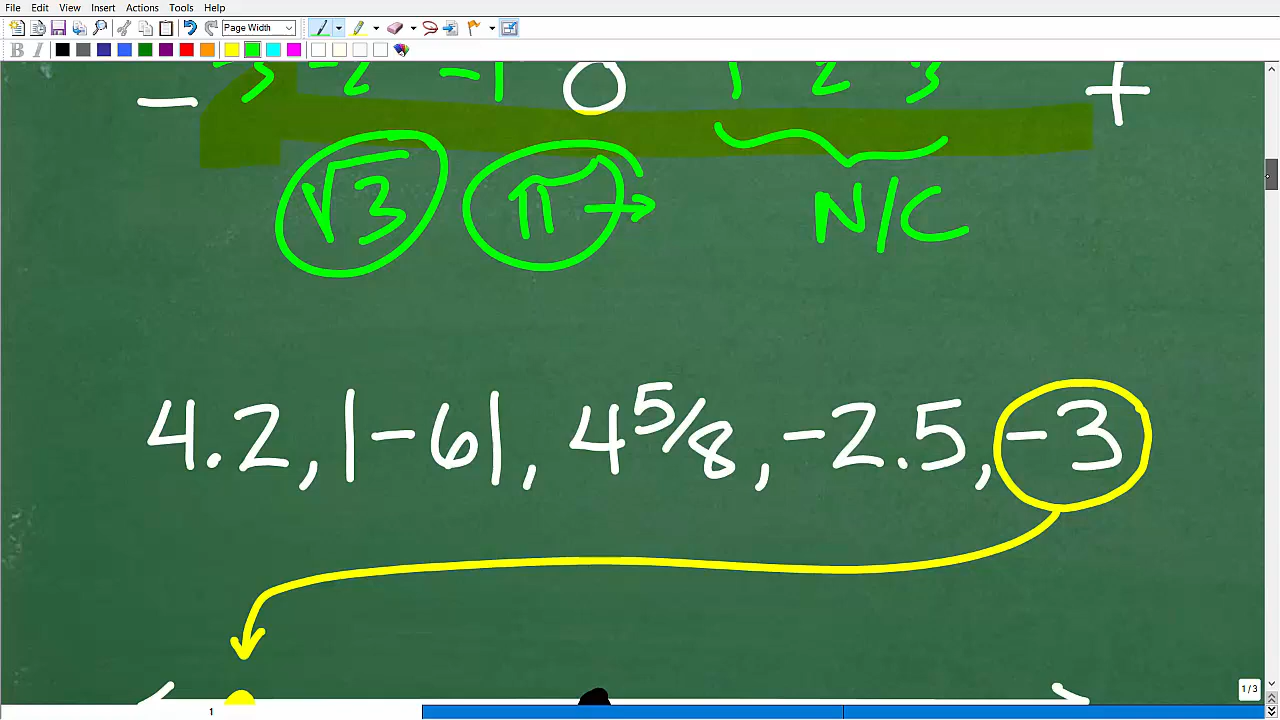 File Edit View Insert Actions Tools Help
Page Width
B I
− -3 -2 -1 0 1 2 3 +
√3 π N/C
4.2, |-6|, 4 5/8, -2.5, -3
1/3
1